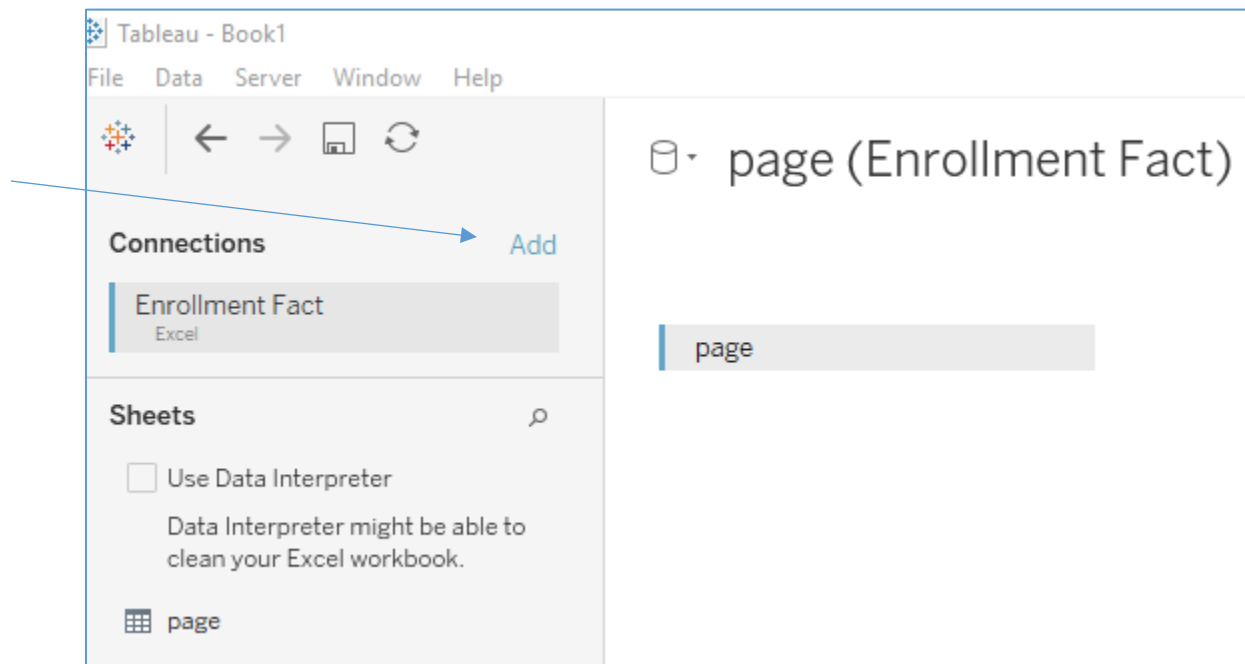 Tableau - Book1
File Data Server Window Help
page (Enrollment Fact)
Connections Add
Enrollment Fact
Excel
page
Sheets
Use Data Interpreter
Data Interpreter might be able to
clean your Excel workbook.
page